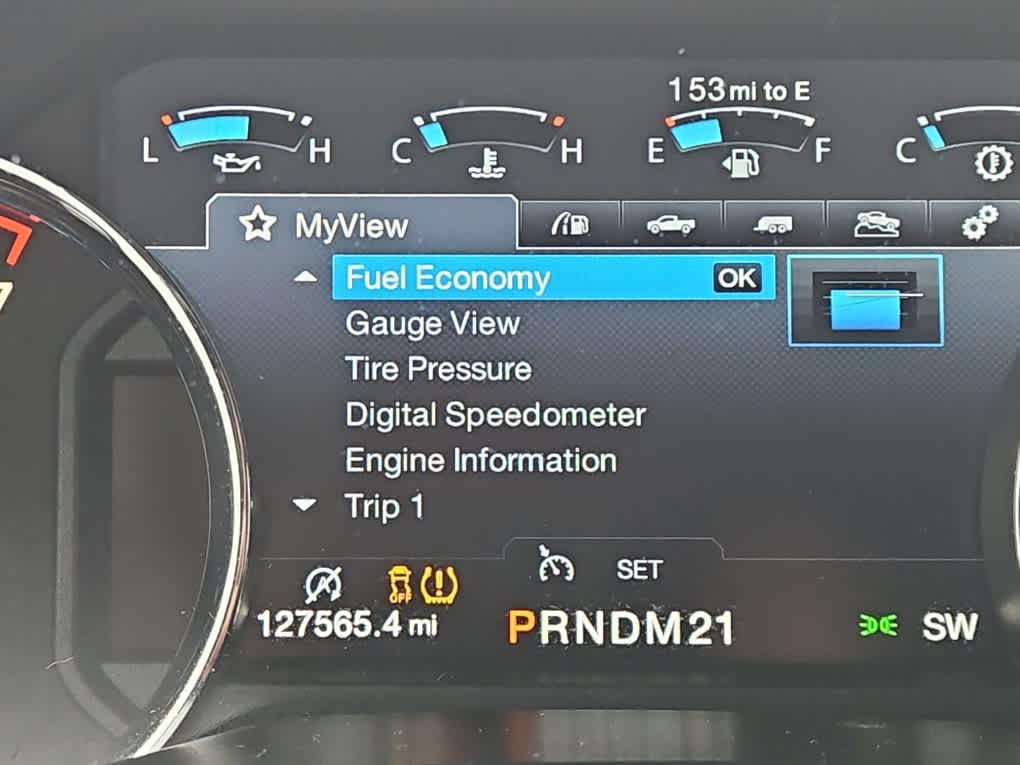 153 mi to E
L H C H E F C
MyView
Fuel Economy OK
Gauge View
Tire Pressure
Digital Speedometer
Engine Information
Trip 1
SET
OFF
127565.4 mi PRNDM21 SW